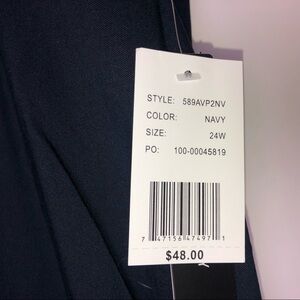 STYLE: 589AVP2NV
COLOR: NAVY
SIZE: 24W
PO: 100-00045819
7 47156 47497 1
$48.00